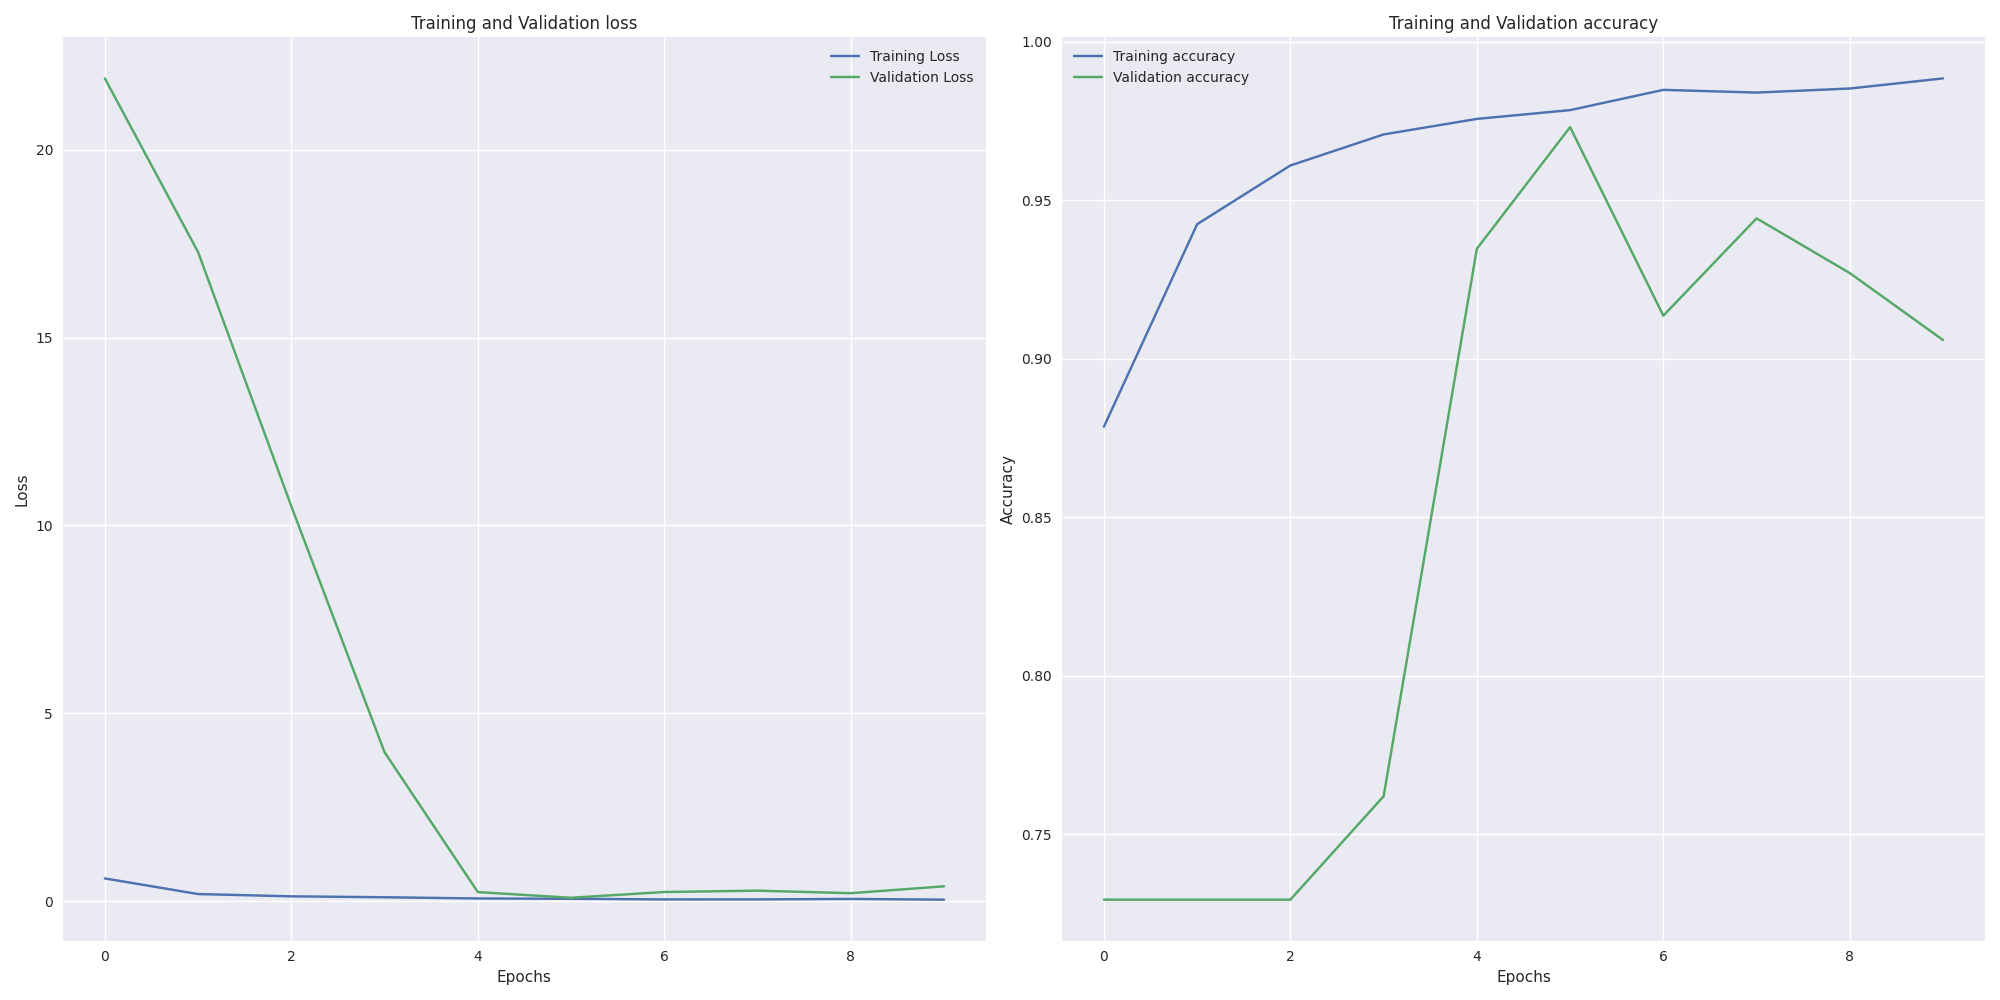 Training and Validation loss
Training Loss
Validation Loss
20
15
10
5
0
Loss
0 2 4 6 8
Epochs
Training and Validation accuracy
Training accuracy
Validation accuracy
1.00
0.95
0.90
0.85
0.80
0.75
Accuracy
0 2 4 6 8
Epochs